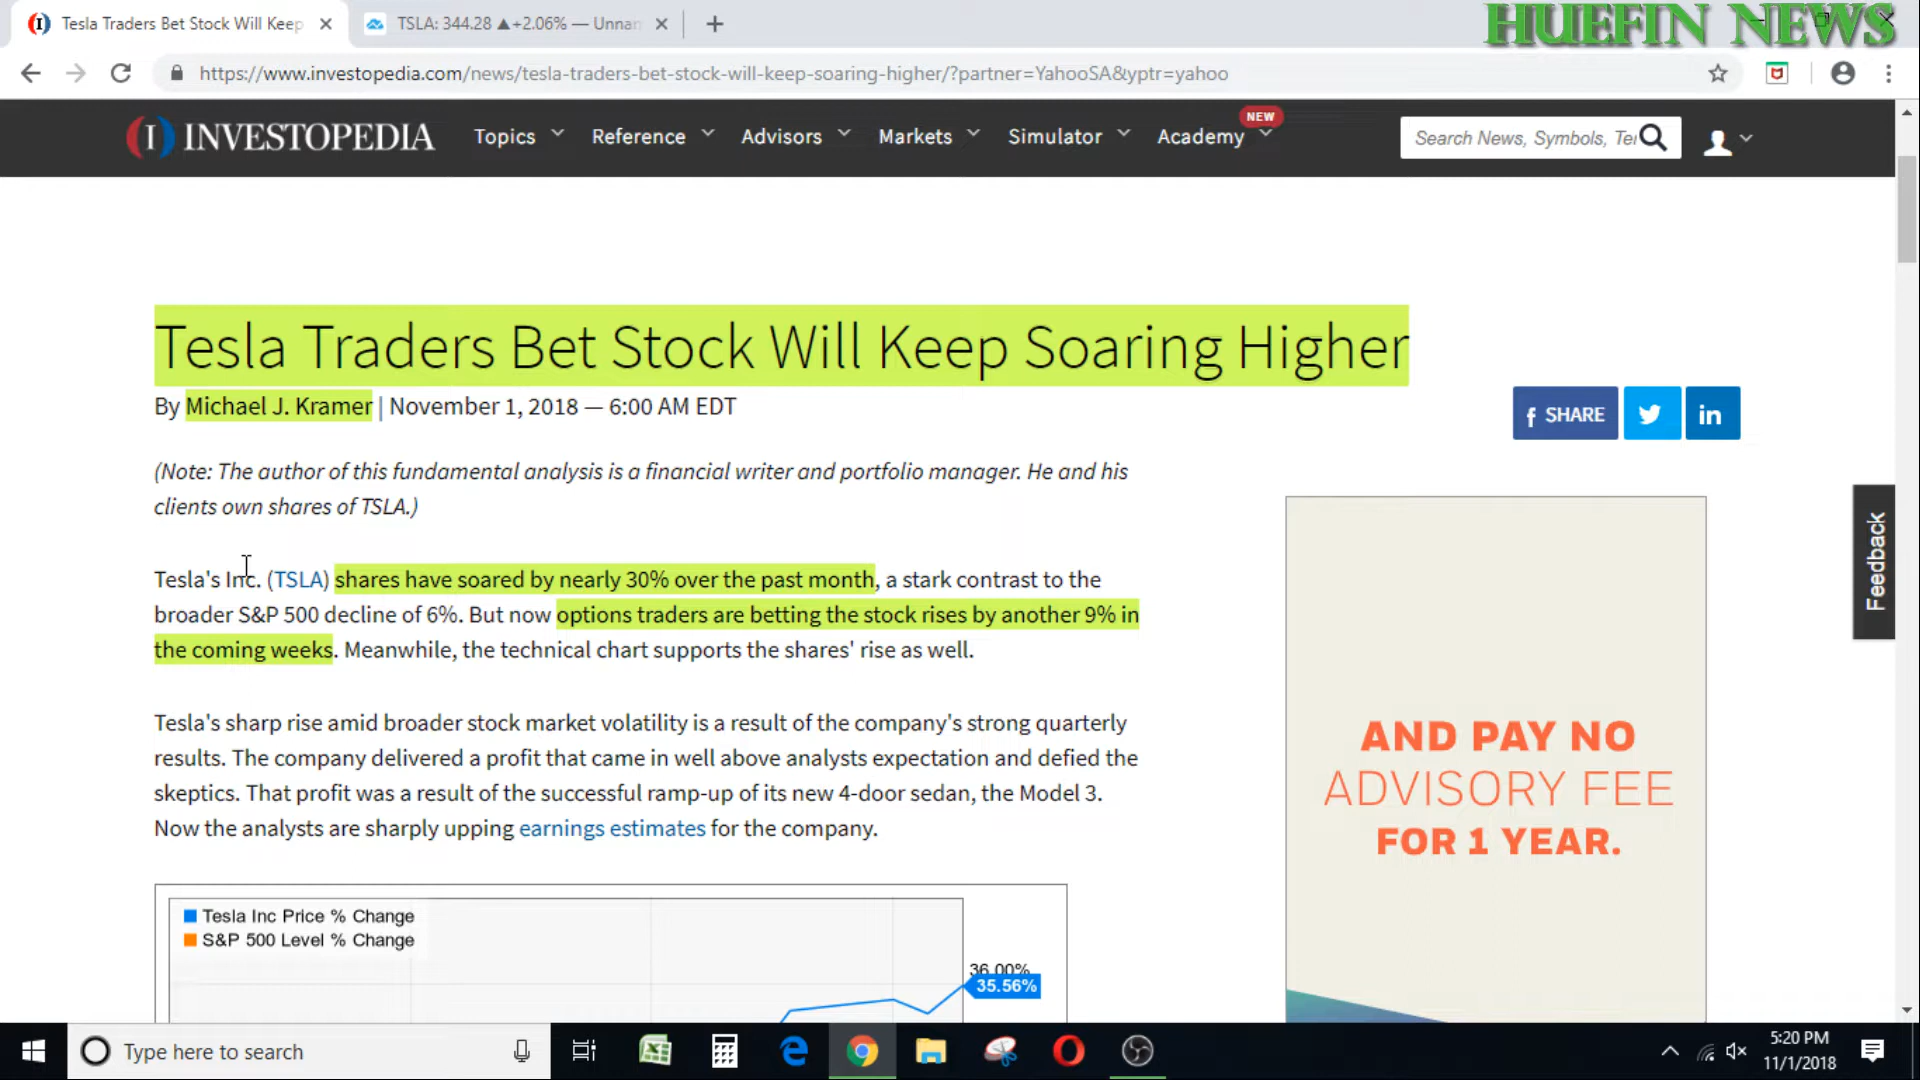 Tesla Traders Bet Stock Will Keep
TSLA: 344.28 ▲+2.06% — Unnan
HUEFIN NEWS
https://www.investopedia.com/news/tesla-traders-bet-stock-will-keep-soaring-higher/?partner=YahooSA&yptr=yahoo
INVESTOPEDIA
Topics
Reference
Advisors
Markets
Simulator
Academy
NEW
Search News, Symbols, Ter
Tesla Traders Bet Stock Will Keep Soaring Higher
By Michael J. Kramer | November 1, 2018 — 6:00 AM EDT
f SHARE
in
(Note: The author of this fundamental analysis is a financial writer and portfolio manager. He and his
clients own shares of TSLA.)
Tesla's Inc. (TSLA) shares have soared by nearly 30% over the past month, a stark contrast to the
broader S&P 500 decline of 6%. But now options traders are betting the stock rises by another 9% in
the coming weeks. Meanwhile, the technical chart supports the shares' rise as well.
Tesla's sharp rise amid broader stock market volatility is a result of the company's strong quarterly
results. The company delivered a profit that came in well above analysts expectation and defied the
skeptics. That profit was a result of the successful ramp-up of its new 4-door sedan, the Model 3.
Now the analysts are sharply upping earnings estimates for the company.
Feedback
AND PAY NO
ADVISORY FEE
FOR 1 YEAR.
Tesla Inc Price % Change
S&P 500 Level % Change
36.00%
35.56%
Type here to search
5:20 PM
11/1/2018